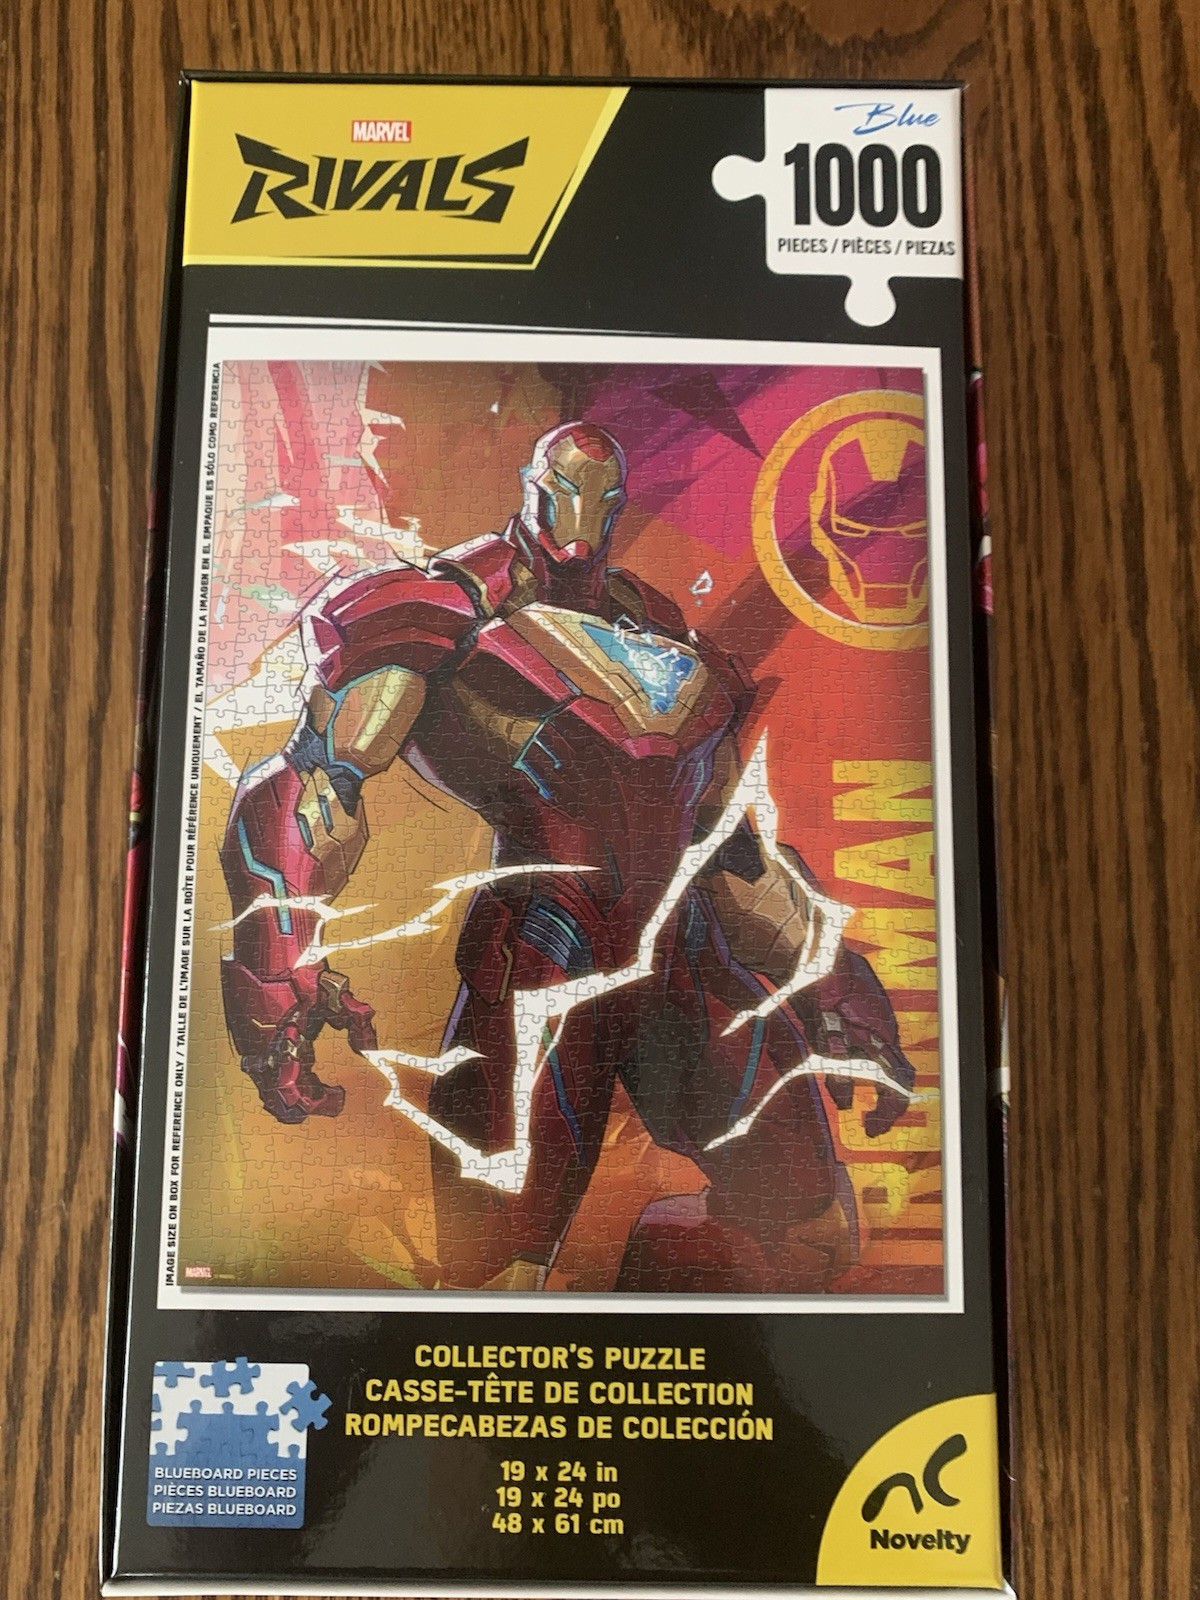 MARVEL
RIVALS
Blue
1000
PIECES / PIÈCES / PIEZAS
IMAGE SIZE ON BOX FOR REFERENCE ONLY / TAILLE DE L'IMAGE SUR LA BOÎTE POUR RÉFÉRENCE UNIQUEMENT / EL TAMAÑO DE LA IMAGEN EN EL EMPAQUE ES SÓLO COMO REFERENCIA
IRON MAN
MARVEL
COLLECTOR'S PUZZLE
CASSE-TÊTE DE COLLECTION
ROMPECABEZAS DE COLECCIÓN
19 x 24 in
19 x 24 po
48 x 61 cm
BLUEBOARD PIECES
PIÈCES BLUEBOARD
PIEZAS BLUEBOARD
Novelty